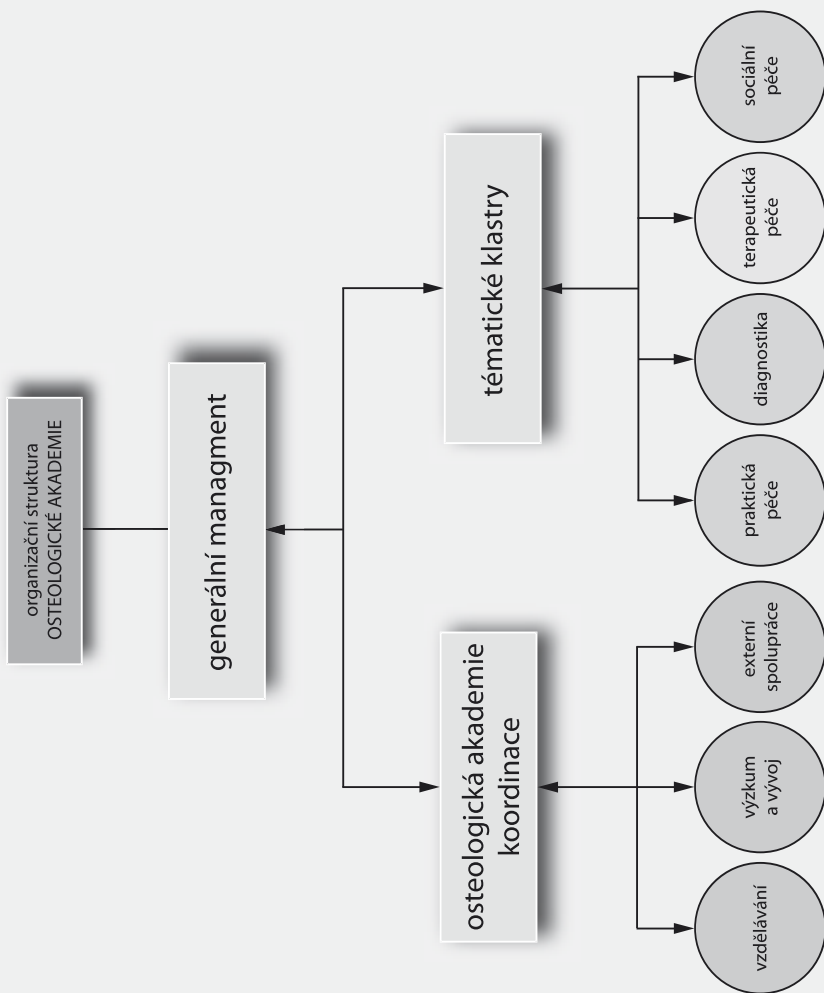 organizační struktura
OSTEOLOGICKÉ AKADEMIE
generální managment
osteologická akademie
koordinace
tématické klastry
vzdělávání
výzkum
a vývoj
externí
spolupráce
praktická
péče
diagnostika
terapeutická
péče
sociální
péče